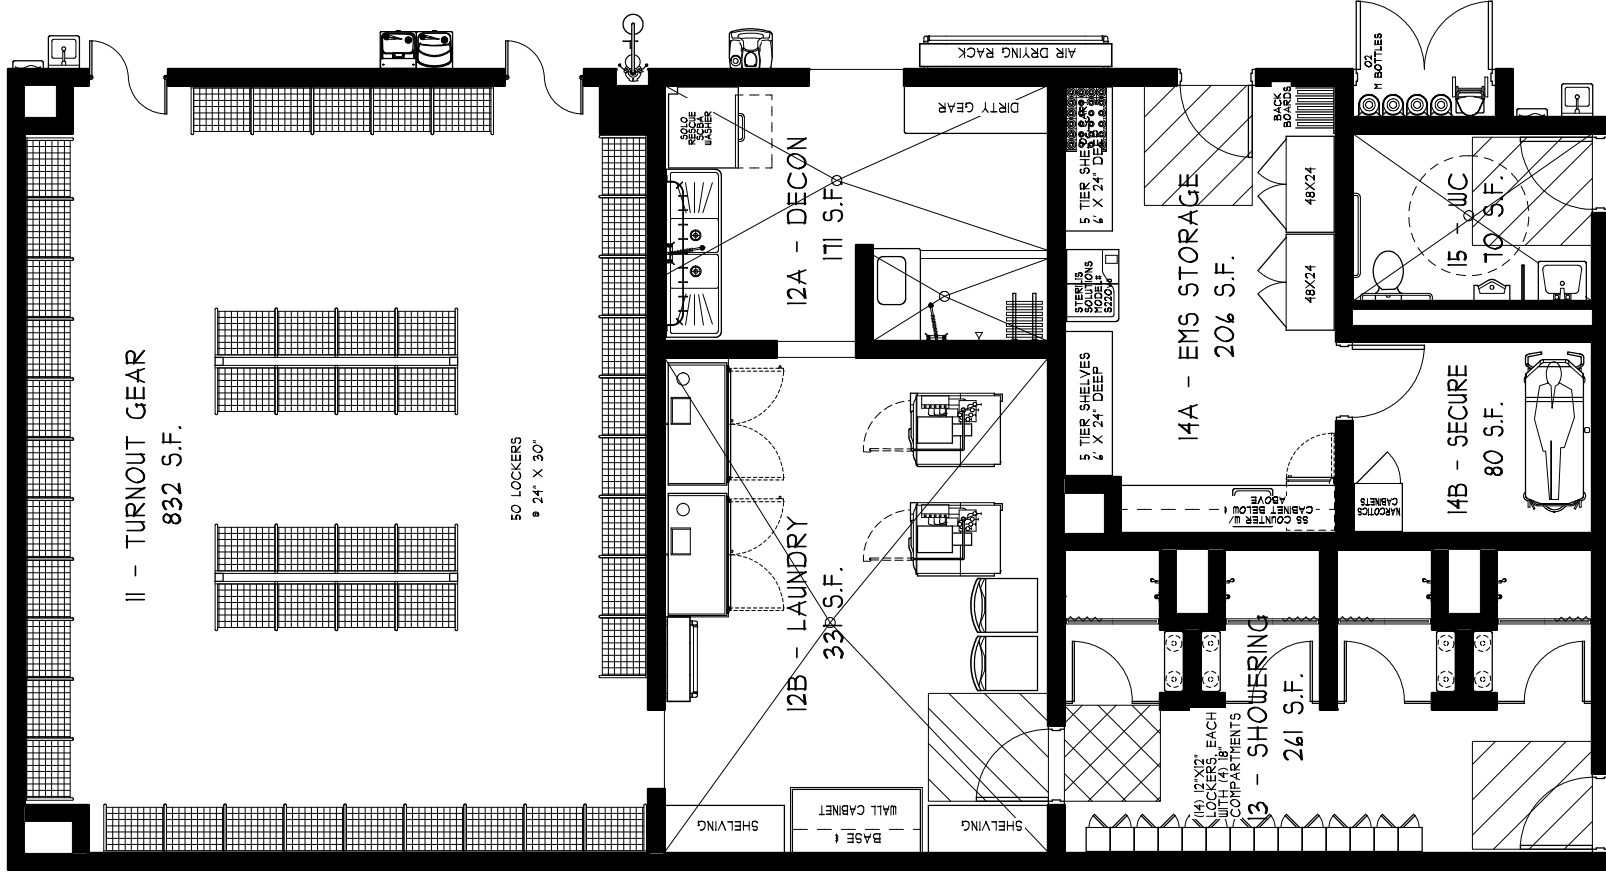 11 - TURNOUT GEAR
832 S.F.
50 LOCKERS
@ 24" X 30"
SOLO
RESCUE
SCBA
WASHER
12A - DECON
171 S.F.
DIRTY GEAR
AIR DRYING RACK
12B - LAUNDRY
331 S.F.
SHELVING
BASE &
WALL CABINET
SHELVING
5 TIER SHELVES
6' X 24" DEEP
STERILIS
SOLUTIONS
MODEL#
5 TIER SHELVES
6' X 24" DEEP
14A - EMS STORAGE
206 S.F.
BACK
BOARDS
48X24
48X24
SS COUNTER W/
CABINET BELOW &
ABOVE
O2
M BOTTLES
15 - WC
70 S.F.
14B - SECURE
80 S.F.
NARCOTICS
CABINETS
13 - SHOWERING
261 S.F.
(14) 12"X12"
LOCKERS, EACH
WITH (4) 18"
COMPARTMENTS